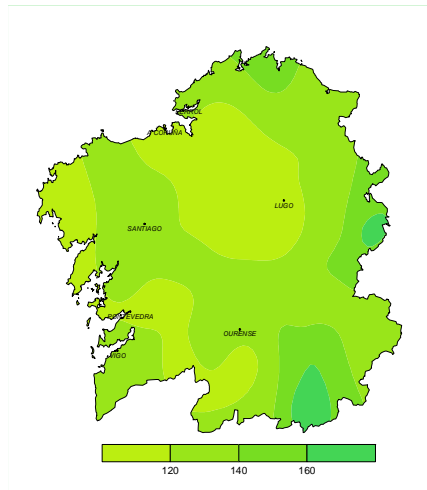 FERROL
A CORUÑA
LUGO
SANTIAGO
PONTEVEDRA
OURENSE
VIGO
120 140 160